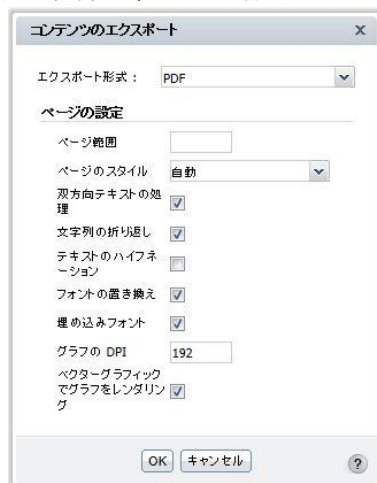 コンテンツのエクスポート x
エクスポート形式： PDF
ページの設定
ページ範囲
ページのスタイル 自動
双方向テキストの処
理
文字列の折り返し
テキストのハイフネ
ーション
フォントの置き換え
埋め込みフォント
グラフの DPI 192
ベクターグラフィック
でグラフをレンダリン
グ
OK キャンセル ?